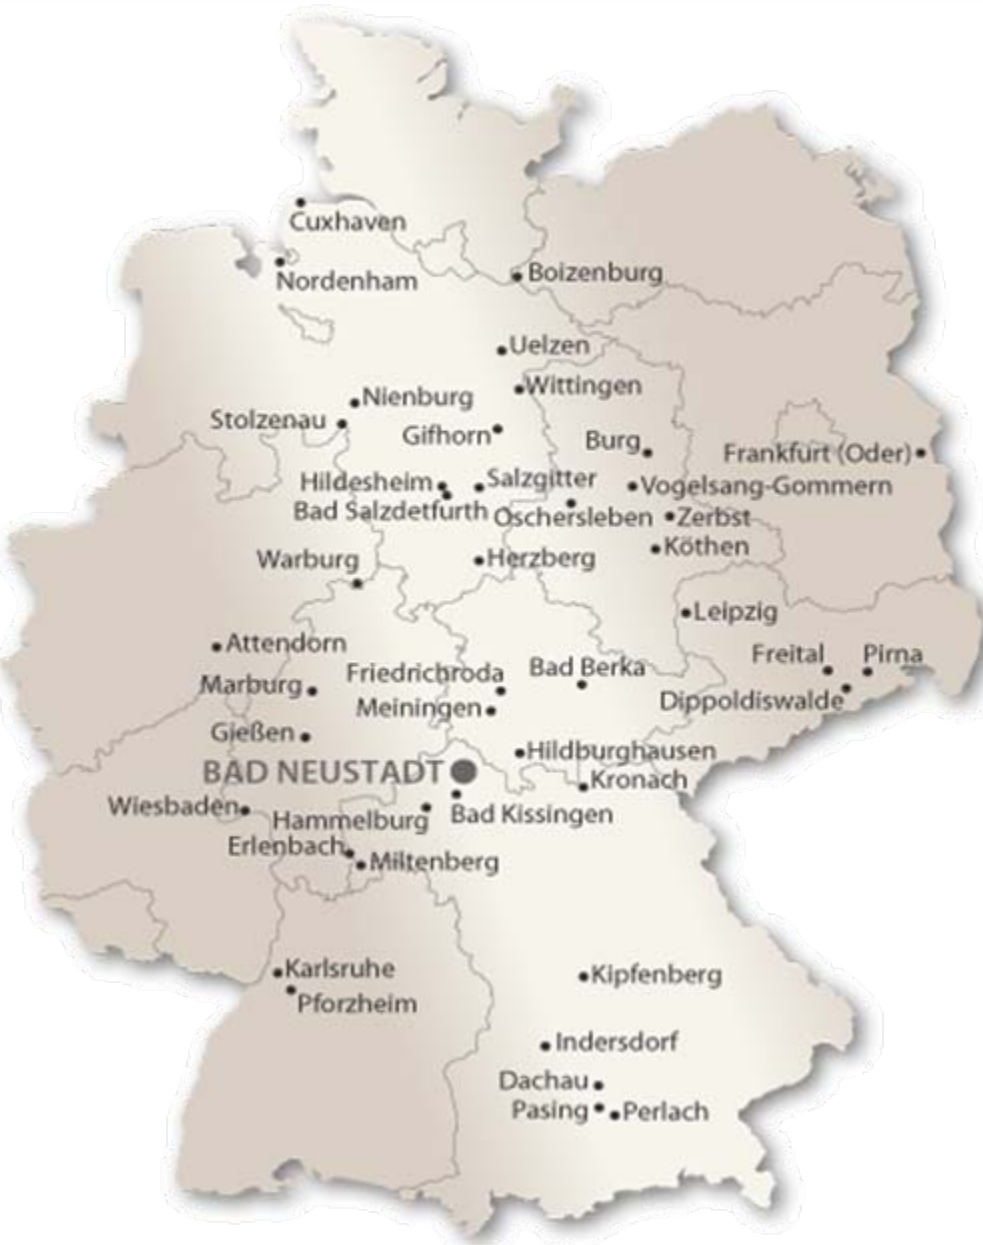 Cuxhaven
Nordenham
Boizenburg
Uelzen
Wittingen
Nienburg
Stolzenau
Gifhorn
Burg
Frankfurt (Oder)
Hildesheim
Salzgitter
Vogelsang-Gommern
Bad Salzdetfurth
Oschersleben
Zerbst
Köthen
Warburg
Herzberg
Leipzig
Attendorn
Friedrichroda
Bad Berka
Freital
Pirna
Marburg
Meiningen
Dippoldiswalde
Gießen
Hildburghausen
BAD NEUSTADT
Kronach
Wiesbaden
Hammelburg
Bad Kissingen
Erlenbach
Miltenberg
Karlsruhe
Kipfenberg
Pforzheim
Indersdorf
Dachau
Pasing
Perlach